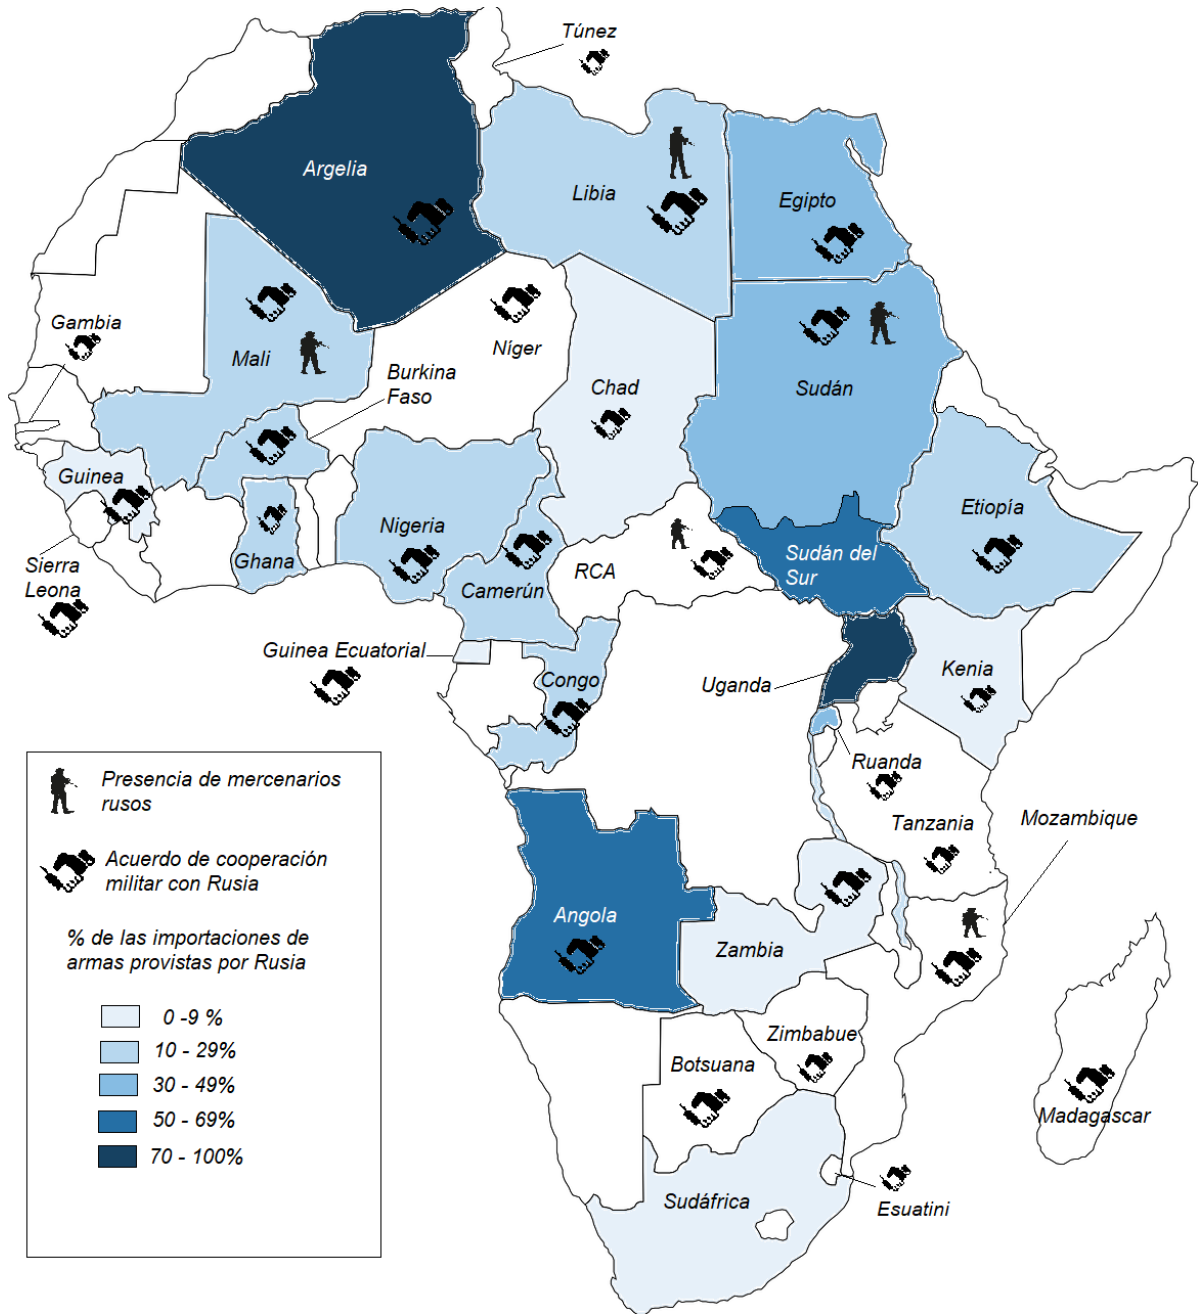 Túnez
Argelia
Libia
Egipto
Gambia
Mali
Níger
Burkina
Faso
Chad
Sudán
Guinea
Nigeria
Etiopía
Ghana
Sierra
Leona
Camerún
RCA
Sudán del
Sur
Guinea Ecuatorial
Congo
Uganda
Kenia
Ruanda
Tanzania
Mozambique
Angola
Zambia
Zimbabue
Botsuana
Madagascar
Sudáfrica
Esuatini
Presencia de mercenarios
rusos
Acuerdo de cooperación
militar con Rusia
% de las importaciones de
armas provistas por Rusia
0 -9 %
10 - 29%
30 - 49%
50 - 69%
70 - 100%